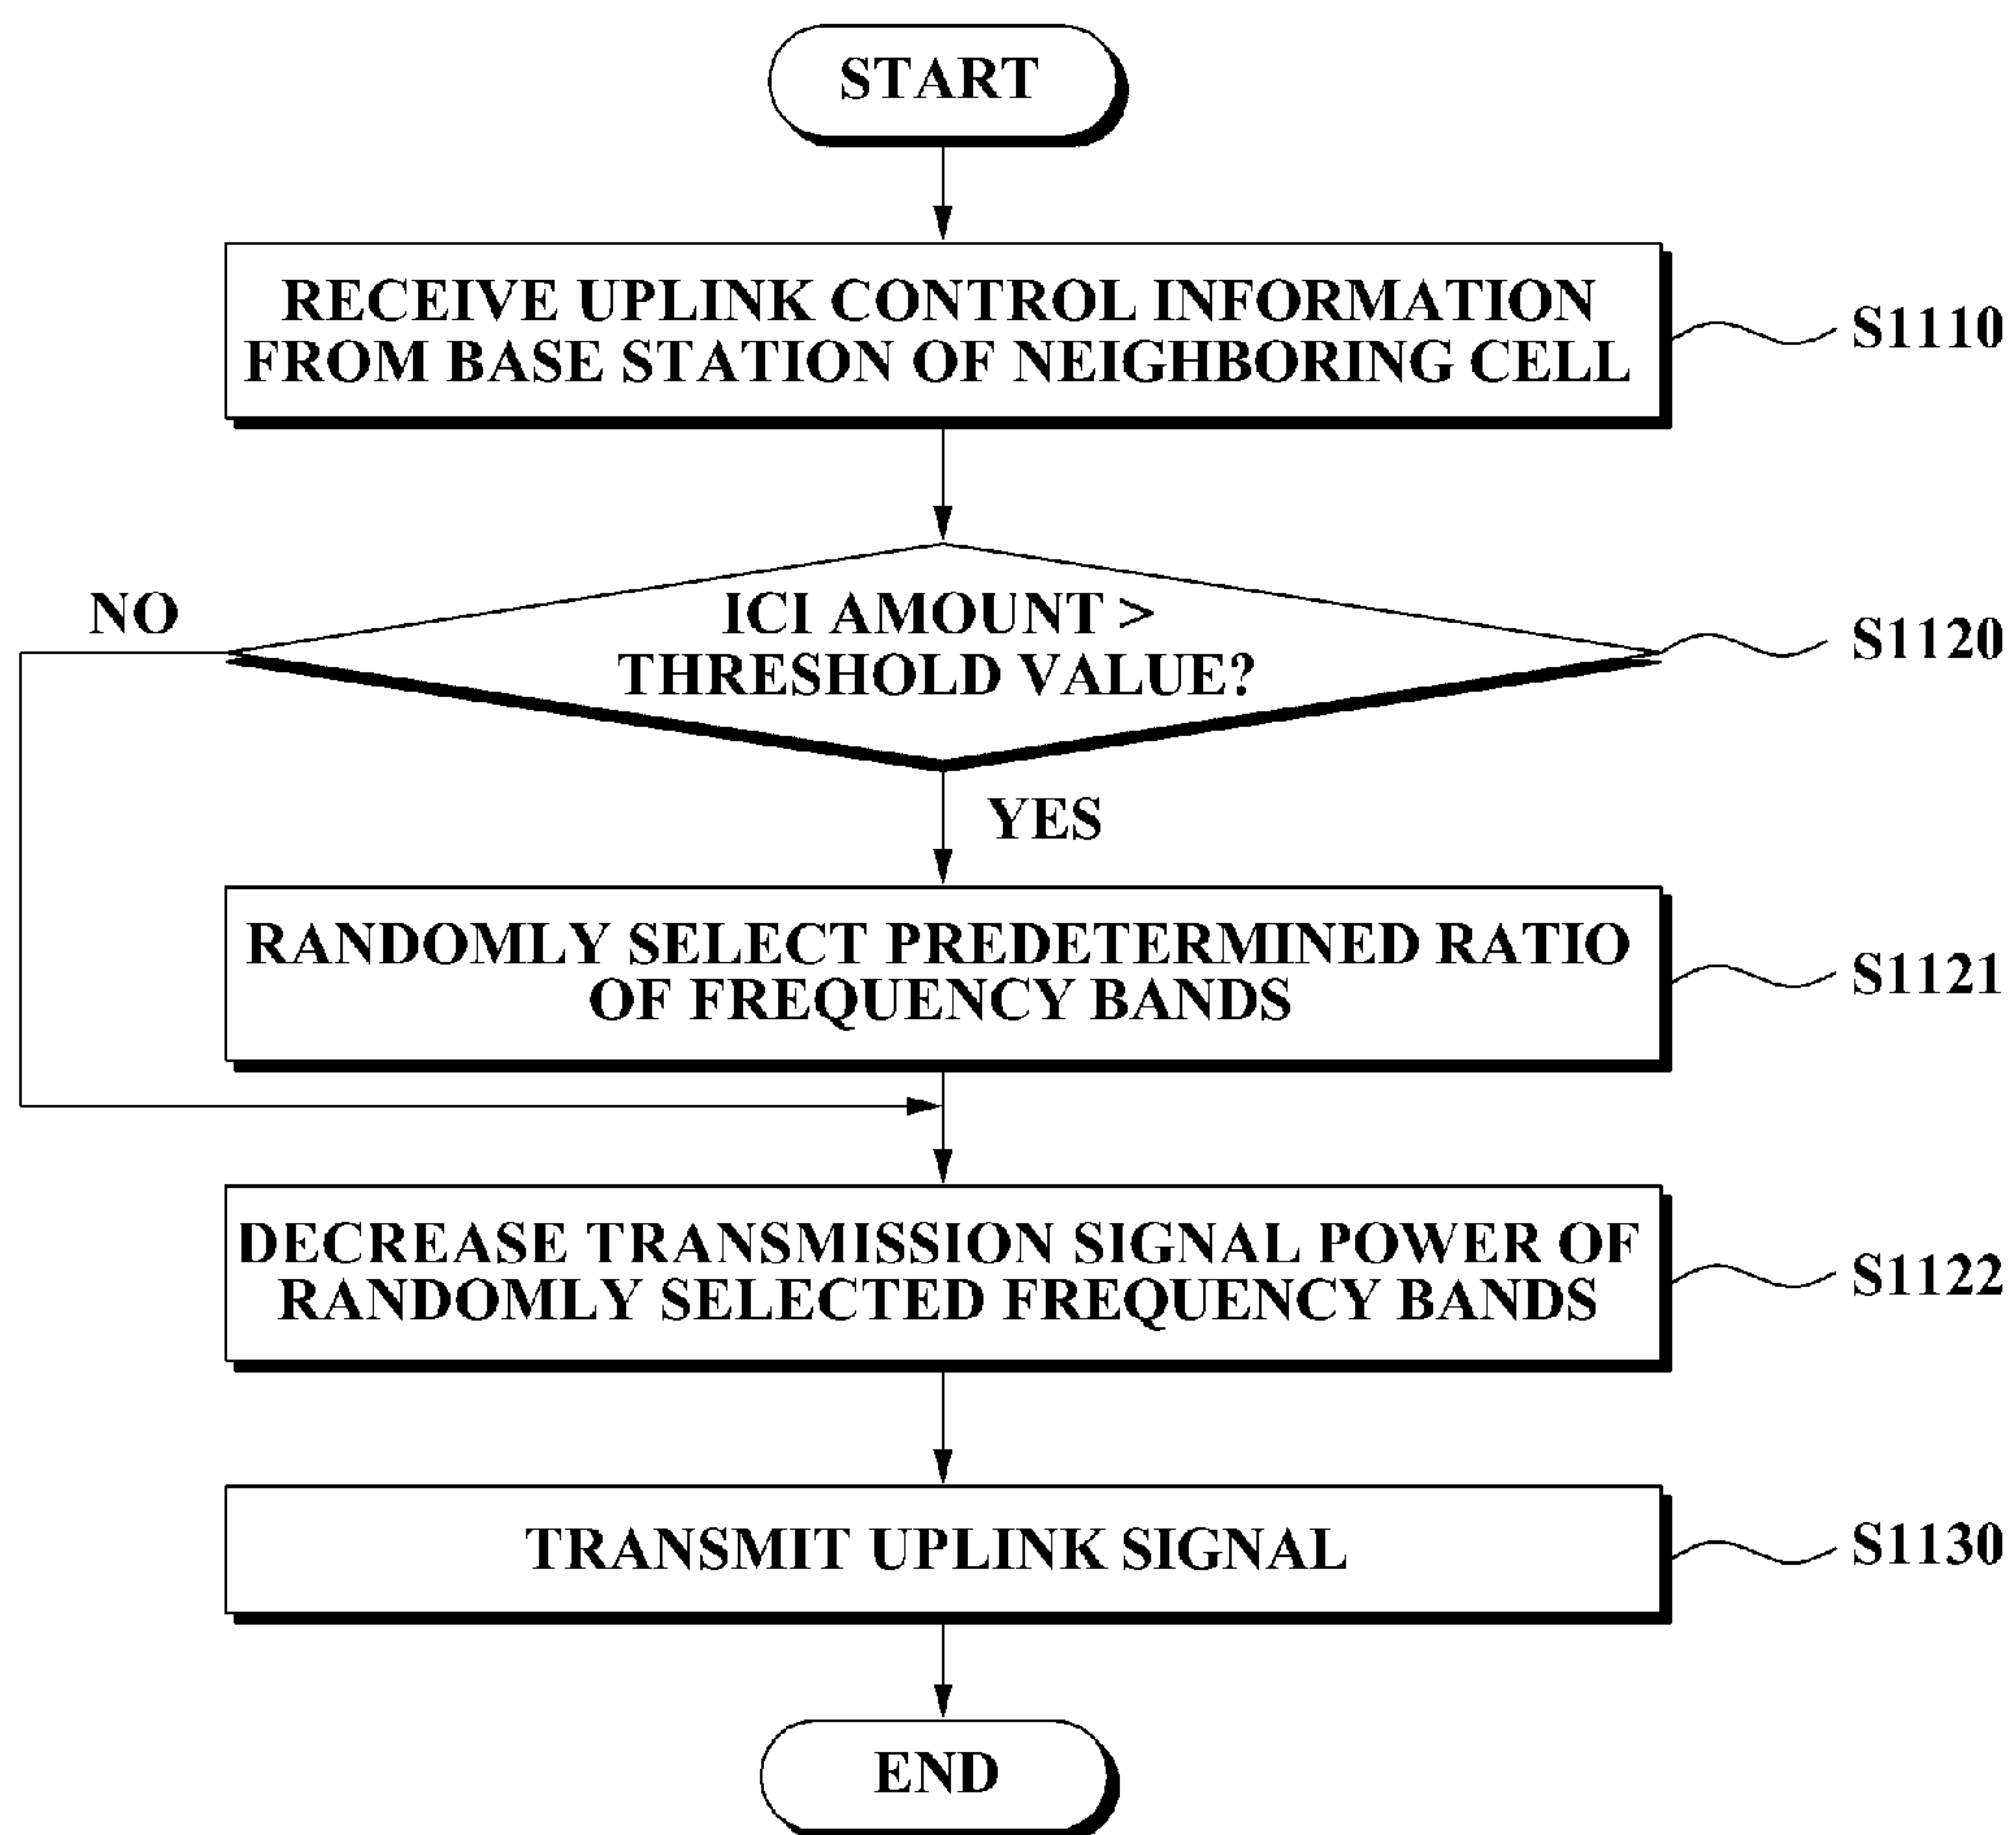 START
RECEIVE UPLINK CONTROL INFORMATION
FROM BASE STATION OF NEIGHBORING CELL
S1110
NO
ICI AMOUNT >
THRESHOLD VALUE?
S1120
YES
RANDOMLY SELECT PREDETERMINED RATIO
OF FREQUENCY BANDS
S1121
DECREASE TRANSMISSION SIGNAL POWER OF
RANDOMLY SELECTED FREQUENCY BANDS
S1122
TRANSMIT UPLINK SIGNAL
S1130
END